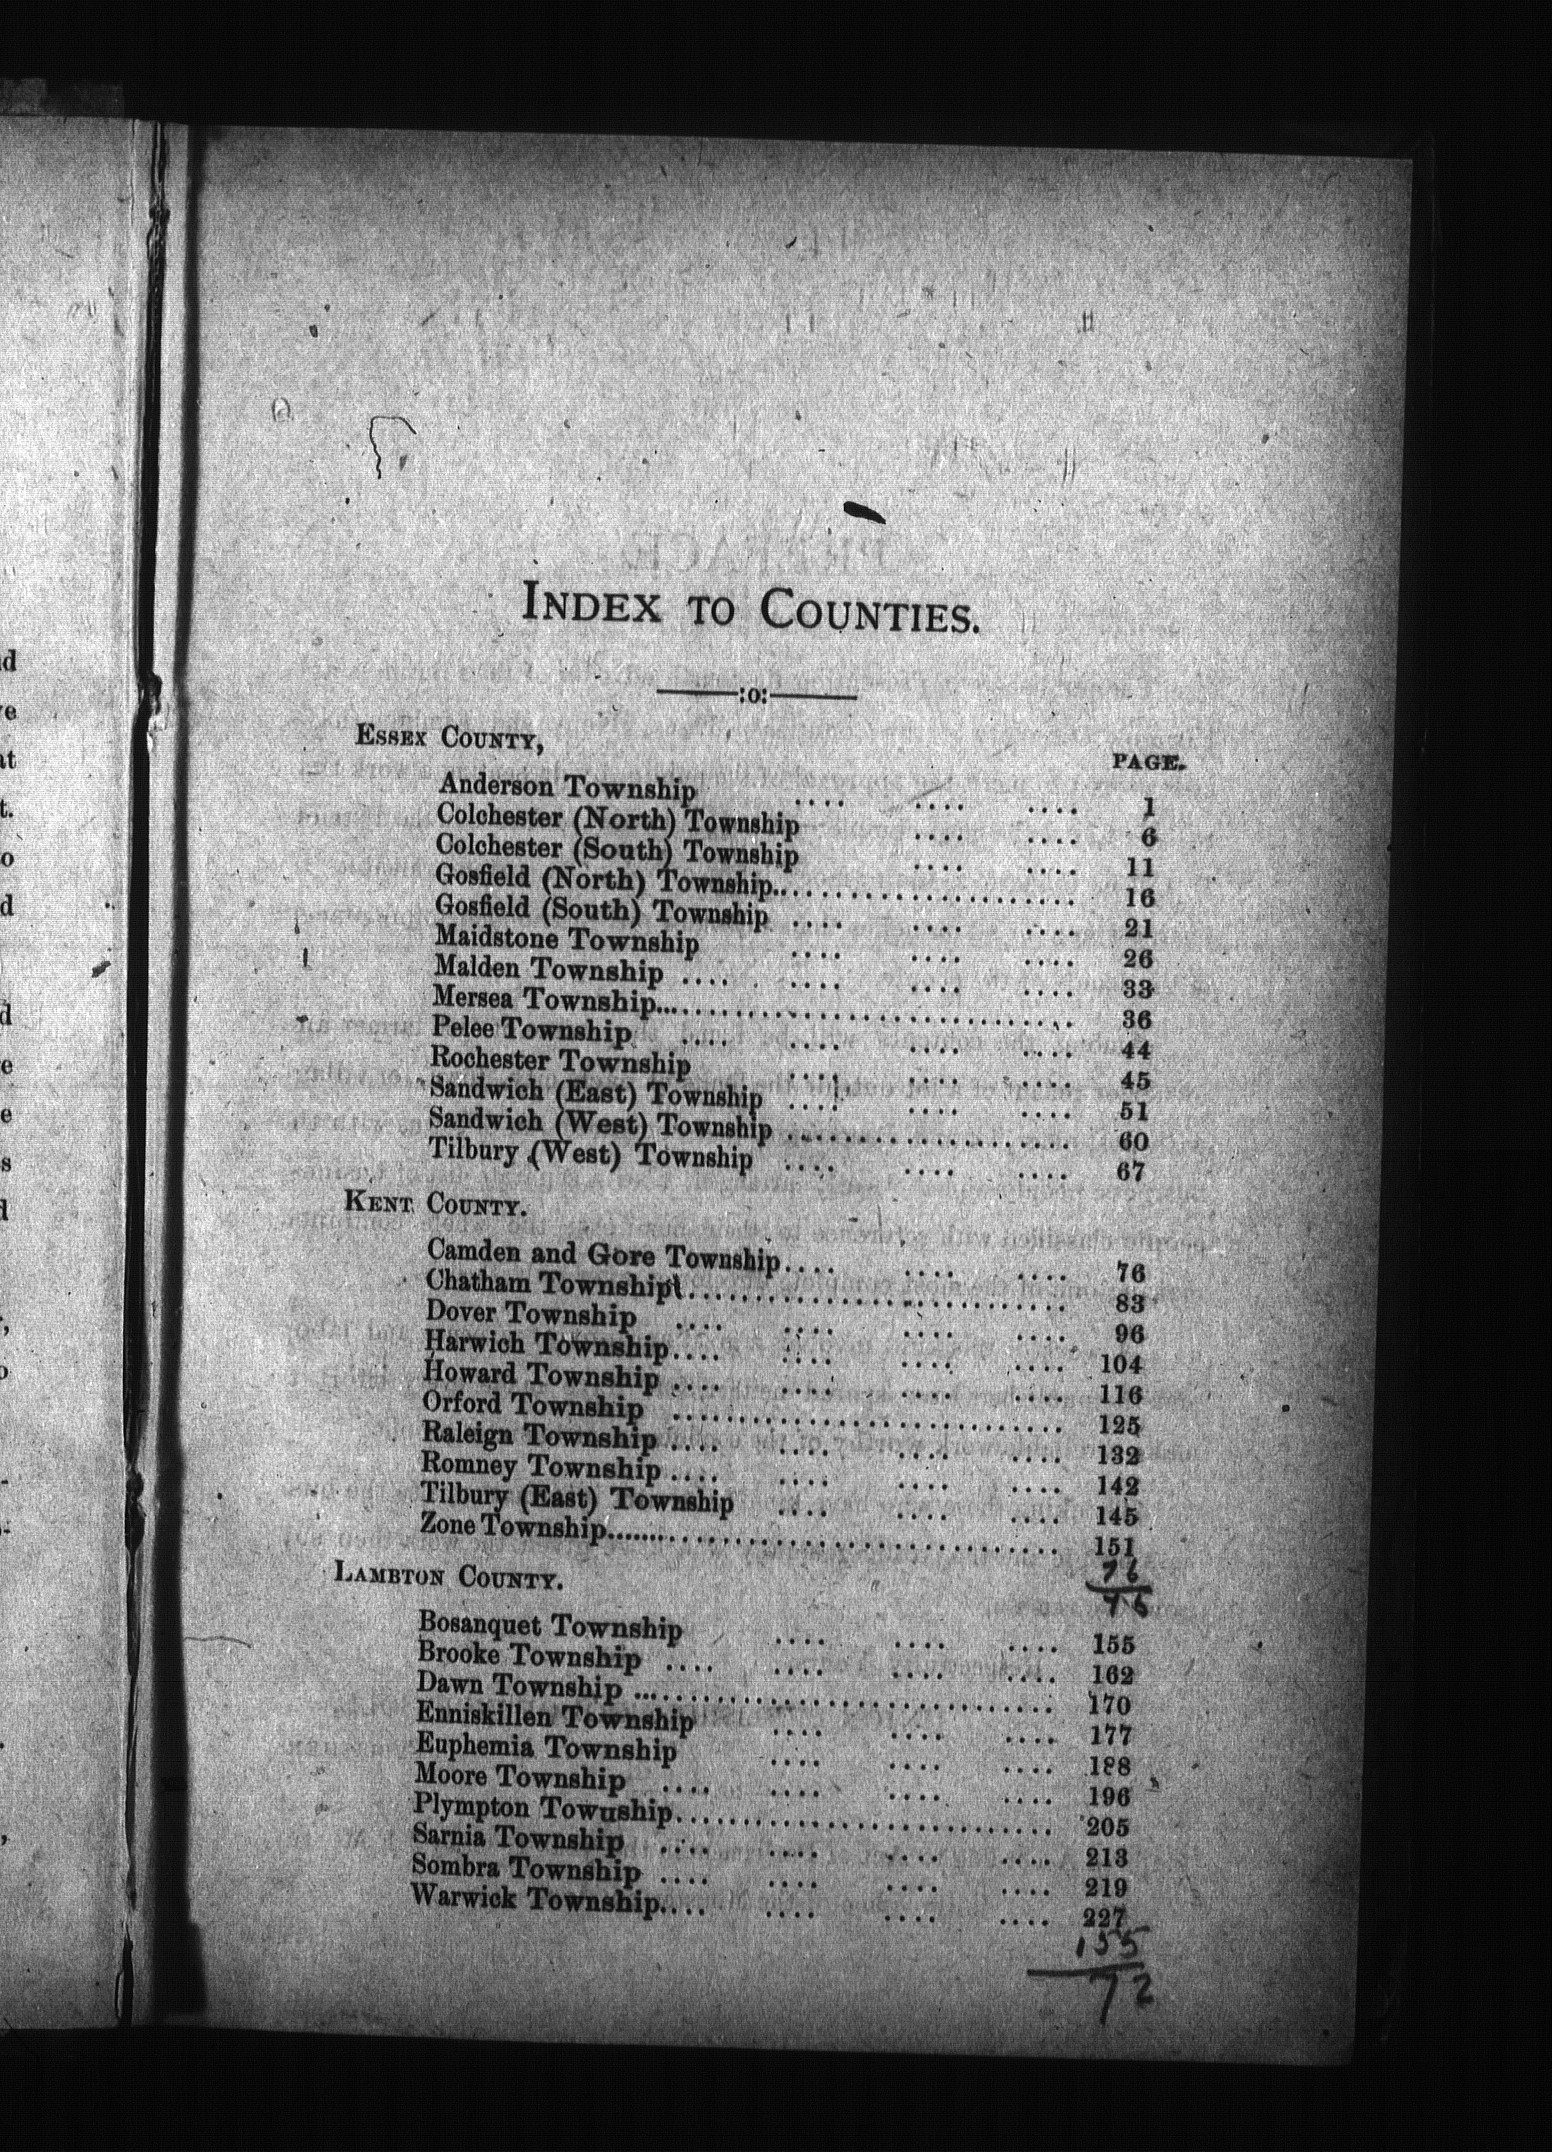 INDEX TO COUNTIES.
:o:
ESSEX COUNTY,
PAGE.
Anderson Township .... .... .... 1
Colchester (North) Township .... .... 6
Colchester (South) Township .... .... 11
Gosfield (North) Township........................ 16
Gosfield (South) Township .... .... .... 21
Maidstone Township .... .... .... 26
Malden Township .... .... .... .... 33
Mersea Township................................ 36
Pelee Township .... .... .... .... 44
Rochester Township .... .... .... 45
Sandwich (East) Township .... .... .... 51
Sandwich (West) Township ...................... 60
Tilbury (West) Township .... .... .... 67
KENT COUNTY.
Camden and Gore Township.... .... .... 76
Chatham Township............................. 83
Dover Township .... .... .... .... 96
Harwich Township.... .... .... .... 104
Howard Township .... .... .... .... 116
Orford Township .............................. 125
Raleigh Township .... .... .... .... 132
Romney Township .... .... .... .... 142
Tilbury (East) Township .... .... .... 145
Zone Township.................................. 151
76
LAMBTON COUNTY.
Bosanquet Township .... .... .... 155
Brooke Township .... .... .... .... 162
Dawn Township ................................ 170
Enniskillen Township .... .... .... 177
Euphemia Township .... .... .... 188
Moore Township .... .... .... .... 196
Plympton Towuship............................. 205
Sarnia Township .... .... .... .... 213
Sombra Township .... .... .... .... 219
Warwick Township.... .... .... .... 227
155
72